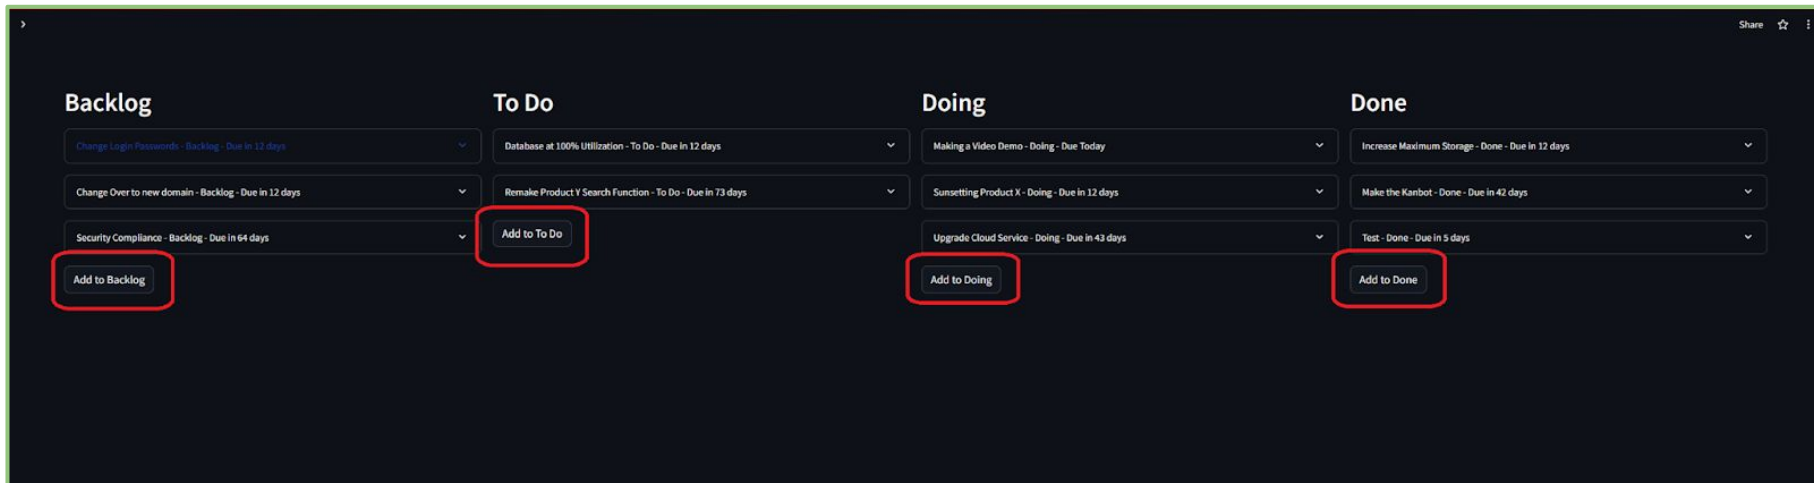 Share
Backlog
Change Login Passwords - Backlog - Due in 12 days
Change Over to new domain - Backlog - Due in 12 days
Security Compliance - Backlog - Due in 64 days
Add to Backlog
To Do
Database at 100% Utilization - To Do - Due in 12 days
Remake Product Y Search Function - To Do - Due in 73 days
Add to To Do
Doing
Making a Video Demo - Doing - Due Today
Sunsetting Product X - Doing - Due in 12 days
Upgrade Cloud Service - Doing - Due in 43 days
Add to Doing
Done
Increase Maximum Storage - Done - Due in 12 days
Make the Kanbot - Done - Due in 42 days
Test - Done - Due in 5 days
Add to Done